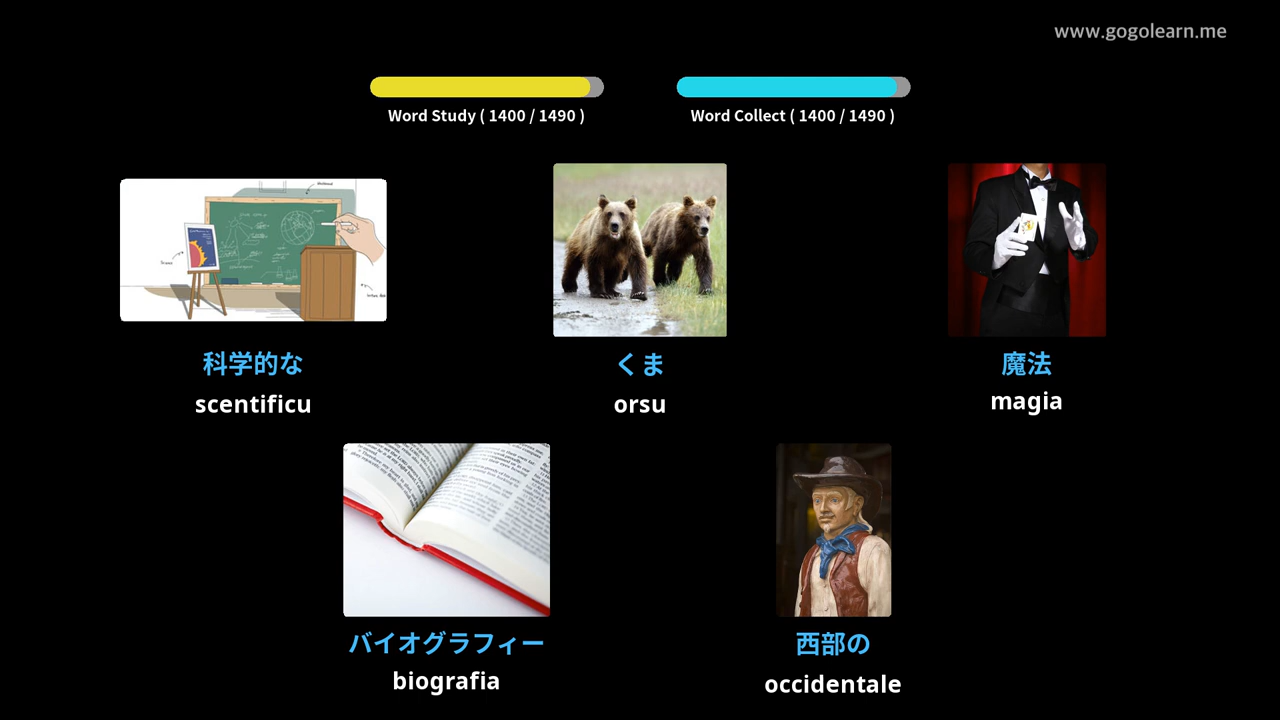 www.gogolearn.me
Word Study ( 1400 / 1490 )
Word Collect ( 1400 / 1490 )
科学的な
scentificu
くま
orsu
魔法
magia
バイオグラフィー
biografia
西部の
occidentale